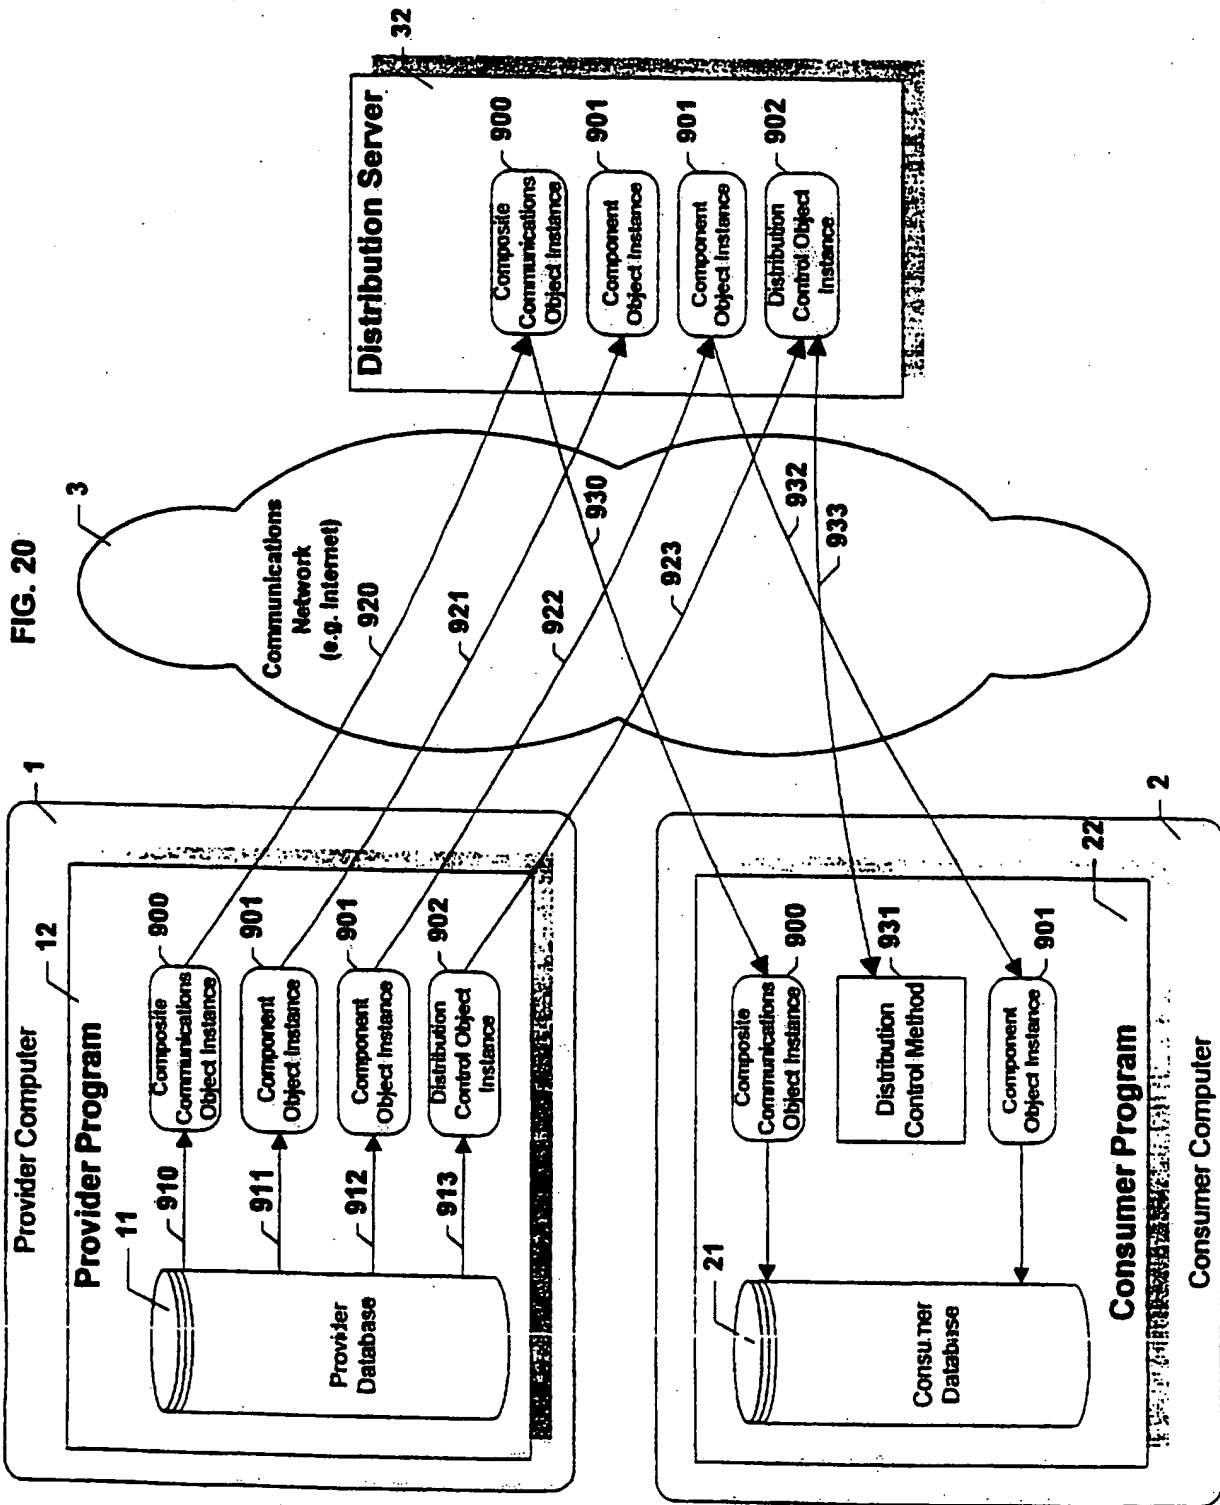 FIG. 20
Provider Computer
1
12
Provider Program
11
Provider
Database
910
911
912
913
Composite
Communications
Object Instance
900
Component
Object Instance
901
Component
Object Instance
901
Distribution
Control Object
Instance
902
3
Communications
Network
(e.g. Internet)
920
921
922
923
930
932
933
Distribution Server
32
Composite
Communications
Object Instance
900
Component
Object Instance
901
Component
Object Instance
901
Distribution
Control Object
Instance
902
2
22
21
Consumer
Database
Composite
Communications
Object Instance
900
Distribution
Control Method
931
Component
Object Instance
901
Consumer Program
Consumer Computer